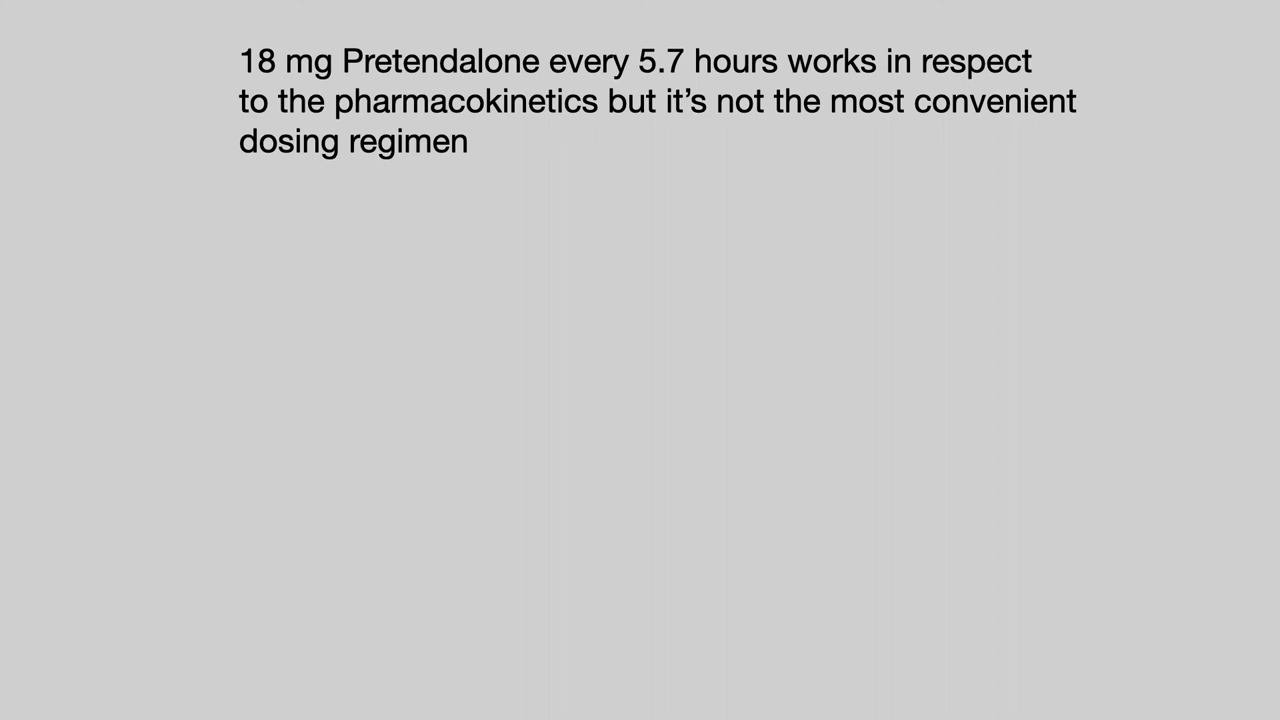 18 mg Pretendalone every 5.7 hours works in respect
to the pharmacokinetics but it’s not the most convenient
dosing regimen